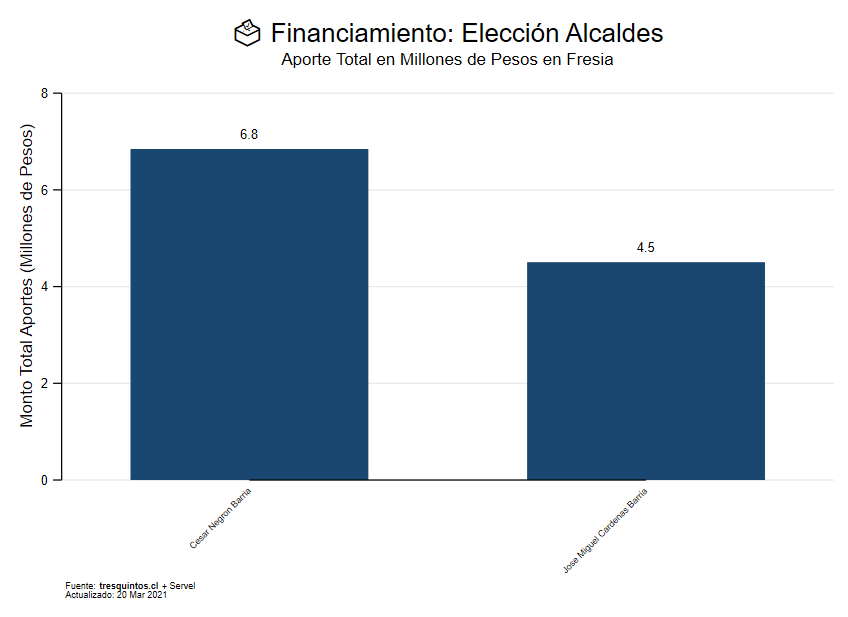 Financiamiento: Elección Alcaldes
Aporte Total en Millones de Pesos en Fresia
Monto Total Aportes (Millones de Pesos)
8
6
4
2
0
6.8
4.5
Cesar Negron Barria
Jose Miguel Cardenas Barria
Fuente: tresquintos.cl + Servel
Actualizado: 20 Mar 2021